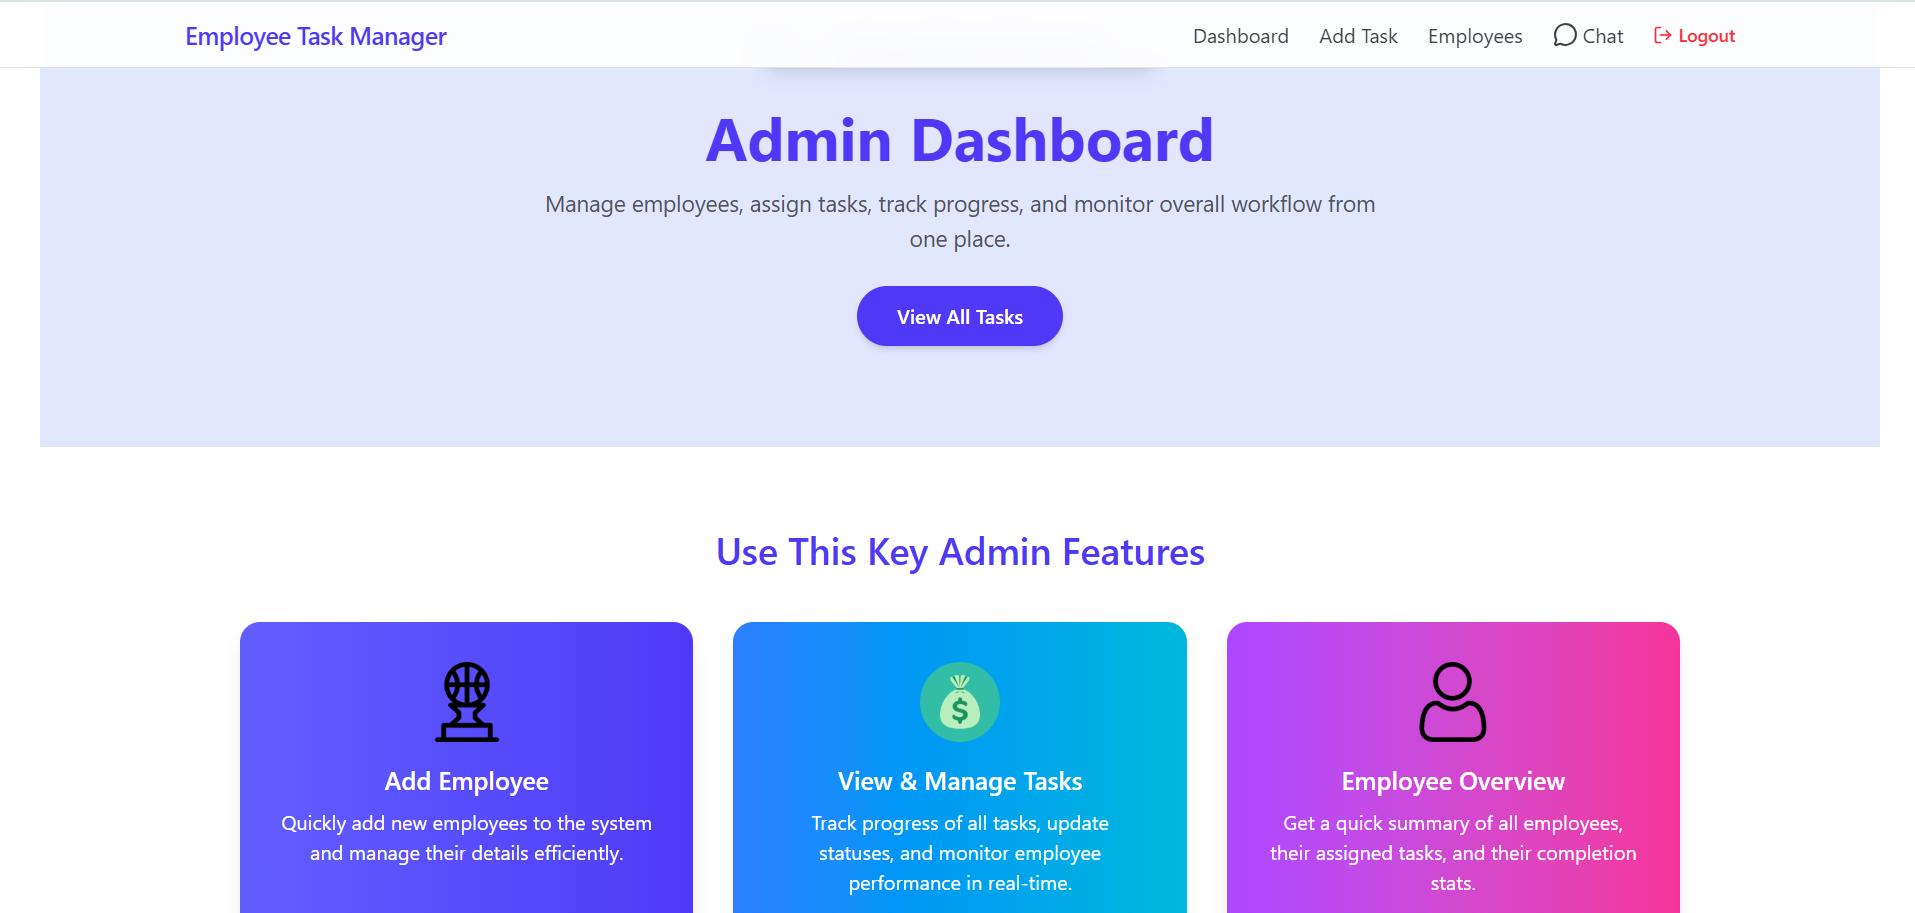 Employee Task Manager
Dashboard
Add Task
Employees
Chat
Logout
Admin Dashboard
Manage employees, assign tasks, track progress, and monitor overall workflow from
one place.
View All Tasks
Use This Key Admin Features
$
Add Employee
Quickly add new employees to the system
and manage their details efficiently.
View & Manage Tasks
Track progress of all tasks, update
statuses, and monitor employee
performance in real-time.
Employee Overview
Get a quick summary of all employees,
their assigned tasks, and their completion
stats.